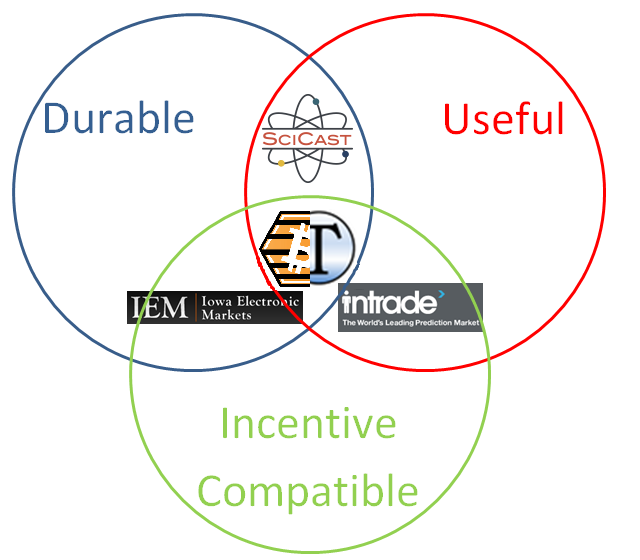 Durable
Useful
SCICAST
T
IEM
Iowa Electronic
Markets
intrade
The World's Leading Prediction Market
Incentive
Compatible